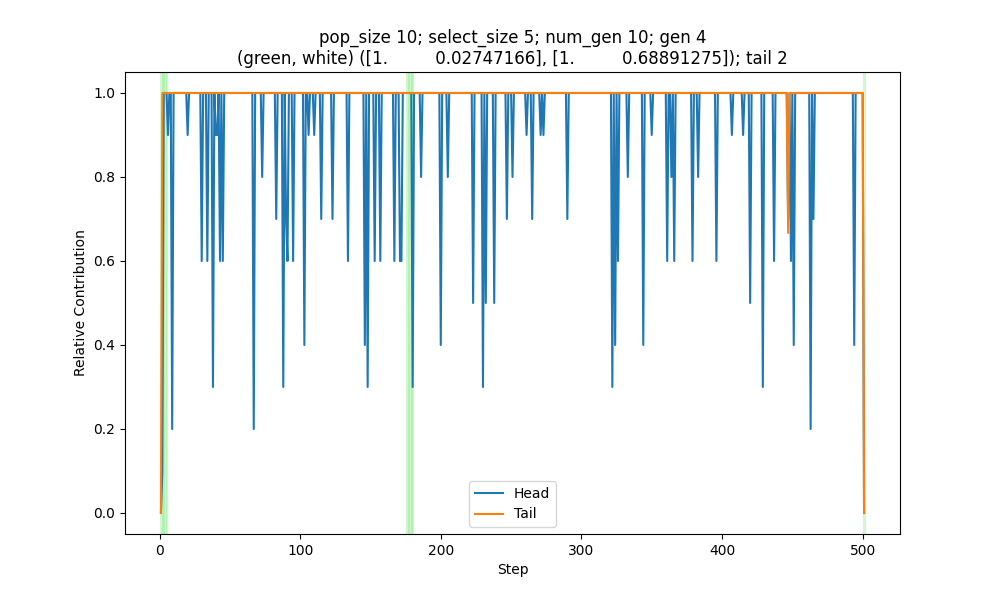 pop_size 10; select_size 5; num_gen 10; gen 4
(green, white) ([1.         0.02747166], [1.         0.68891275]); tail 2
1.0
0.8
0.6
0.4
0.2
0.0
Relative Contribution
Head
Tail
0
100
200
300
400
500
Step